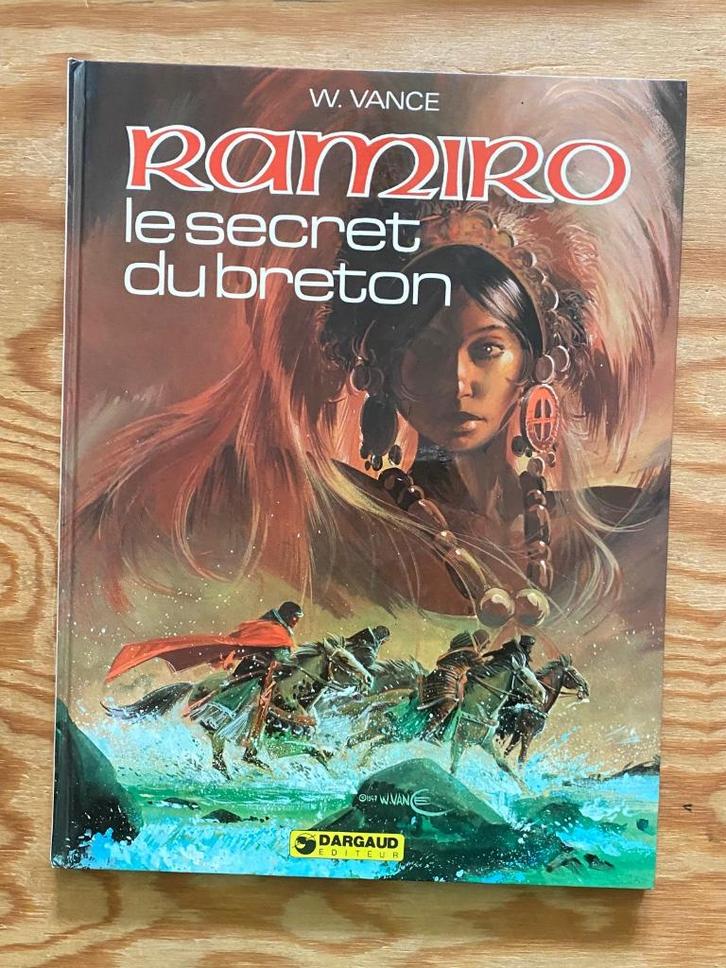 W. VANCE
RAMIRO
le secret
du breton
W.VANCE
DARGAUD
EDITEUR